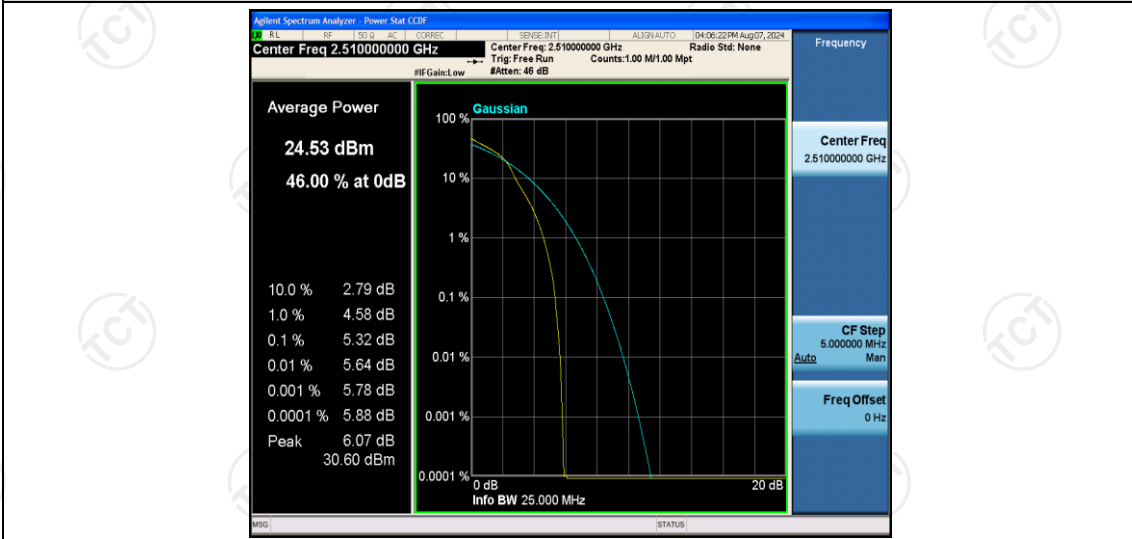 Agilent Spectrum Analyzer - Power Stat CCDF
LXI RL RF 50 Ω AC CORREC SENSE:INT ALIGNAUTO 04:06:22 PM Aug 07, 2024
Center Freq 2.510000000 GHz
Center Freq: 2.510000000 GHz Radio Std: None
Trig: Free Run Counts:1.00 M/1.00 Mpt
#IFGain:Low #Atten: 46 dB
Frequency
Average Power
24.53 dBm
46.00 % at 0dB
10.0 % 2.79 dB
1.0 % 4.58 dB
0.1 % 5.32 dB
0.01 % 5.64 dB
0.001 % 5.78 dB
0.0001 % 5.88 dB
Peak 6.07 dB
30.60 dBm
Gaussian
100 %
10 %
1 %
0.1 %
0.01 %
0.001 %
0.0001 %
0 dB 20 dB
Info BW 25.000 MHz
Center Freq
2.510000000 GHz
CF Step
5.000000 MHz
Auto Man
Freq Offset
0 Hz
MSG STATUS
TCT
TCT
TCT
TCT